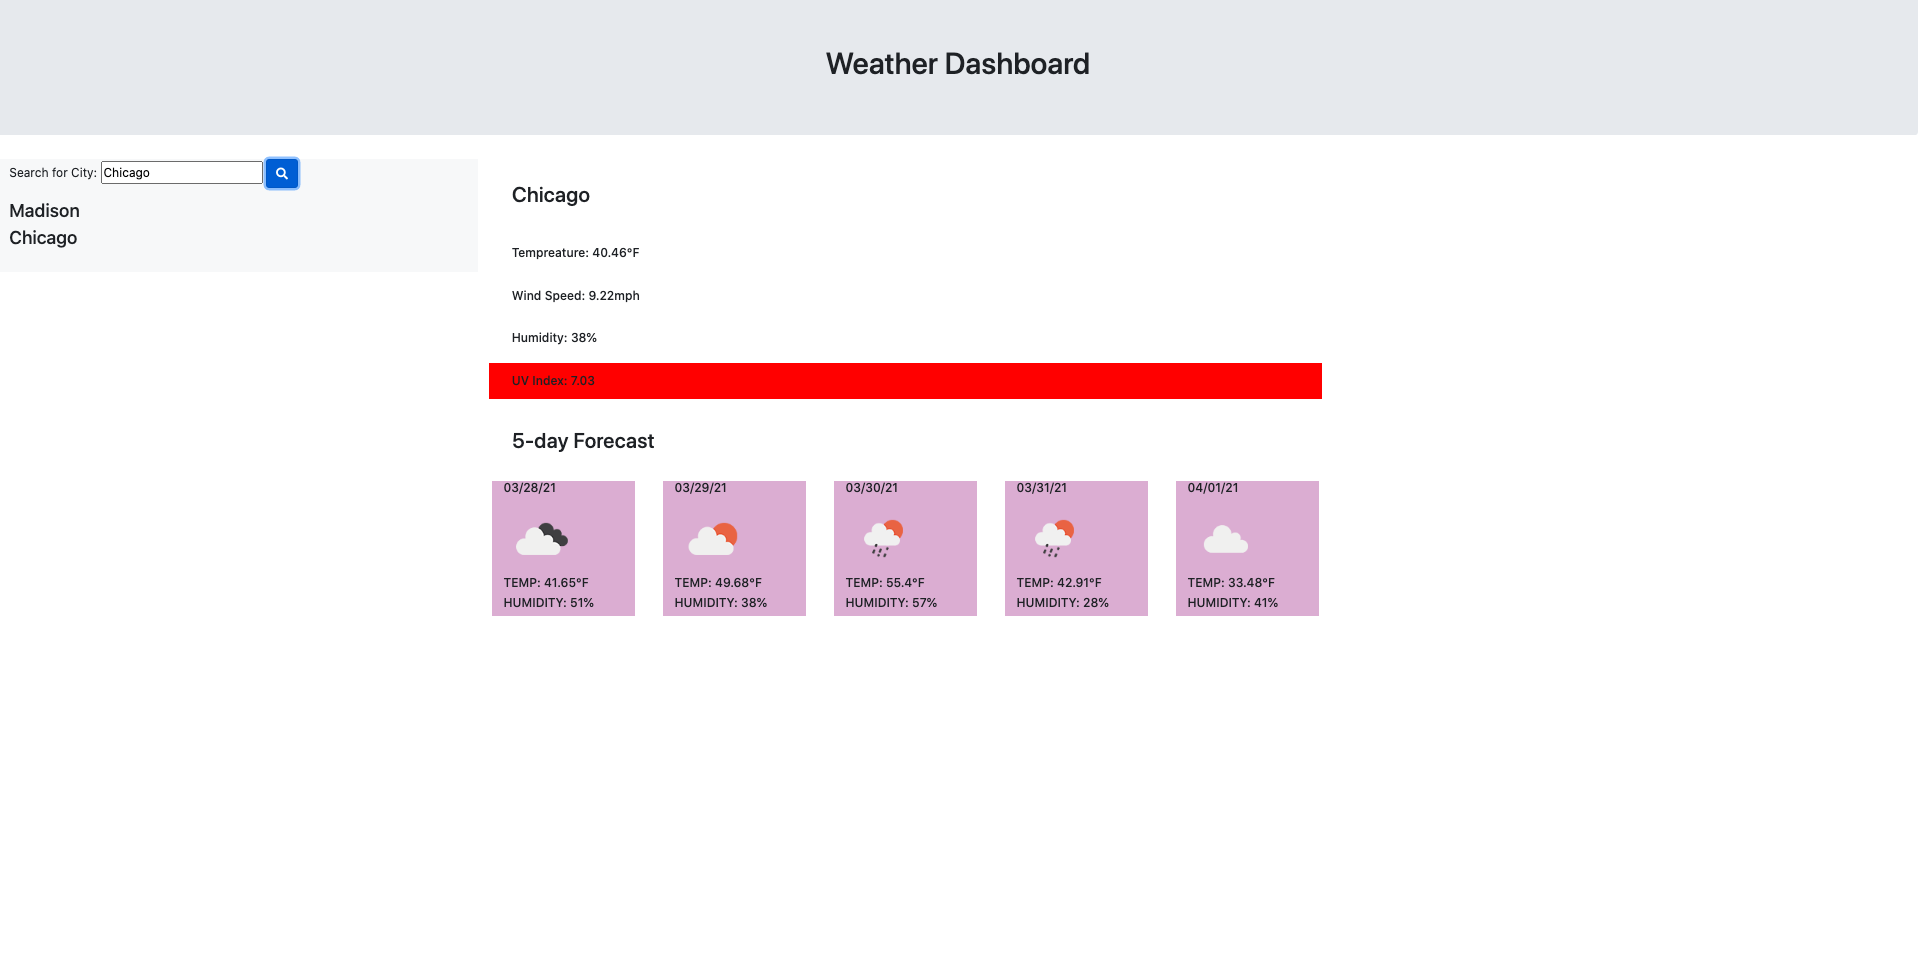 Weather Dashboard
Search for City: Chicago
Madison
Chicago
Chicago
Tempreature: 40.46°F
Wind Speed: 9.22mph
Humidity: 38%
UV Index: 7.03
5-day Forecast
03/28/21
TEMP: 41.65°F
HUMIDITY: 51%
03/29/21
TEMP: 49.68°F
HUMIDITY: 38%
03/30/21
TEMP: 55.4°F
HUMIDITY: 57%
03/31/21
TEMP: 42.91°F
HUMIDITY: 28%
04/01/21
TEMP: 33.48°F
HUMIDITY: 41%